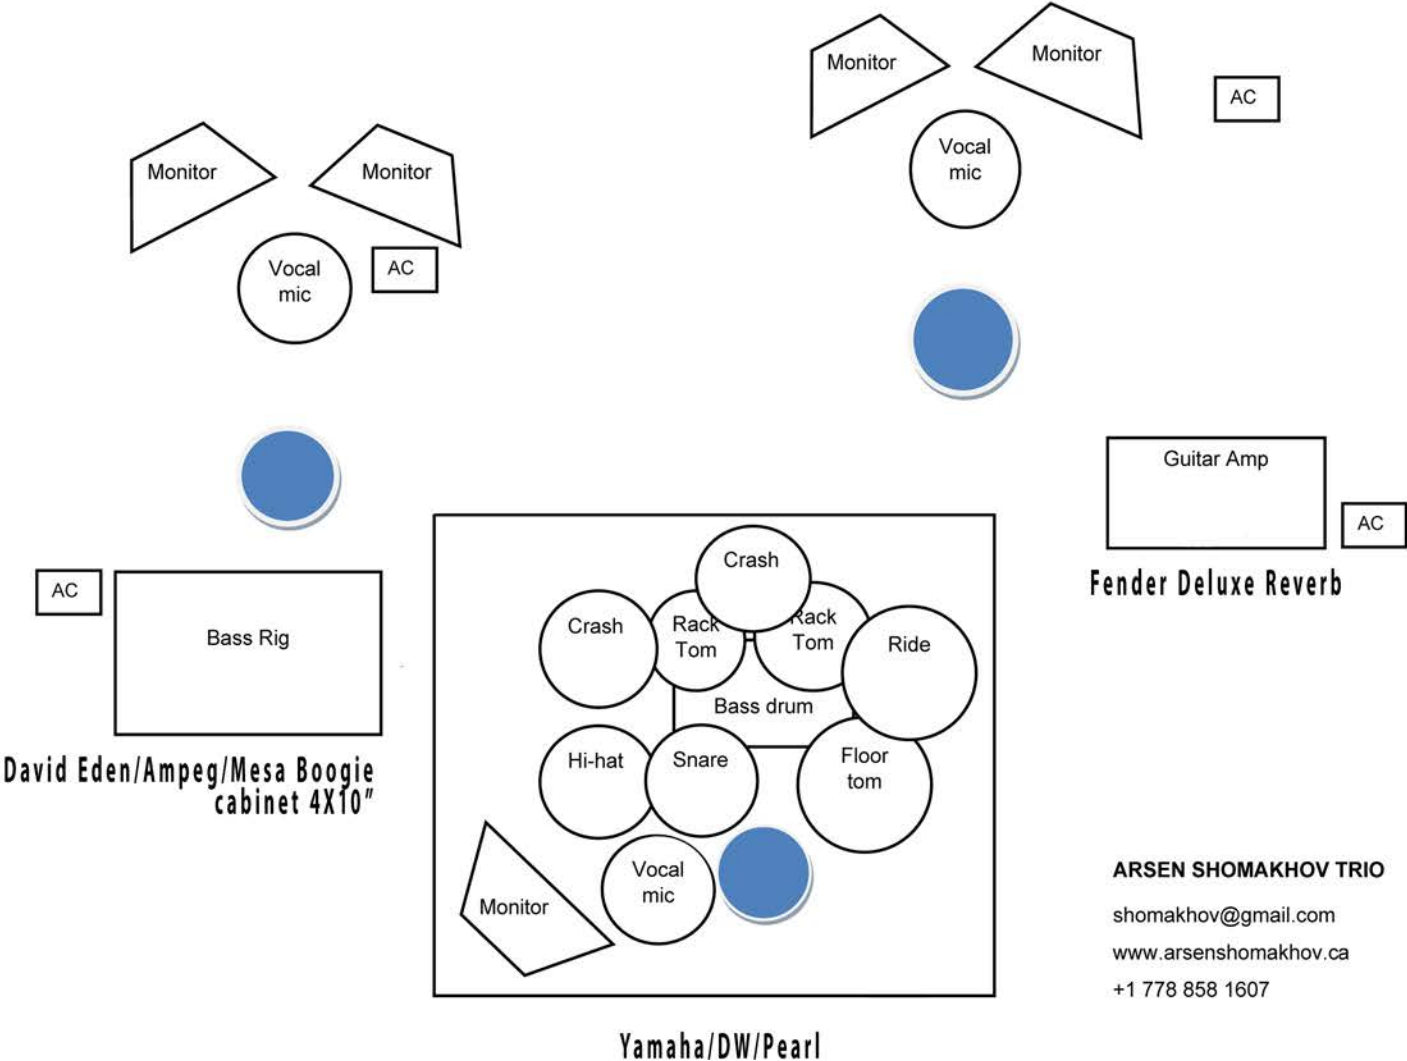 Monitor
Monitor
AC
Vocal
mic
Monitor
Monitor
Vocal
mic
AC
Guitar Amp
AC
Fender Deluxe Reverb
AC
Bass Rig
David Eden/Ampeg/Mesa Boogie
cabinet 4X10"
Crash
Crash
Rack
Tom
Rack
Tom
Ride
Bass drum
Hi-hat
Snare
Floor
tom
Vocal
mic
Monitor
Yamaha/DW/Pearl
ARSEN SHOMAKHOV TRIO
shomakhov@gmail.com
www.arsenshomakhov.ca
+1 778 858 1607